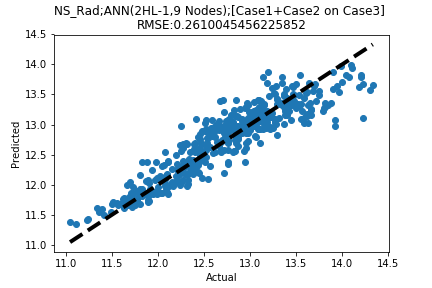 NS_Rad;ANN(2HL-1,9 Nodes);[Case1+Case2 on Case3]
RMSE:0.2610045456225852
14.5
14.0
13.5
13.0
12.5
12.0
11.5
11.0
Predicted
11.0 11.5 12.0 12.5 13.0 13.5 14.0 14.5
Actual